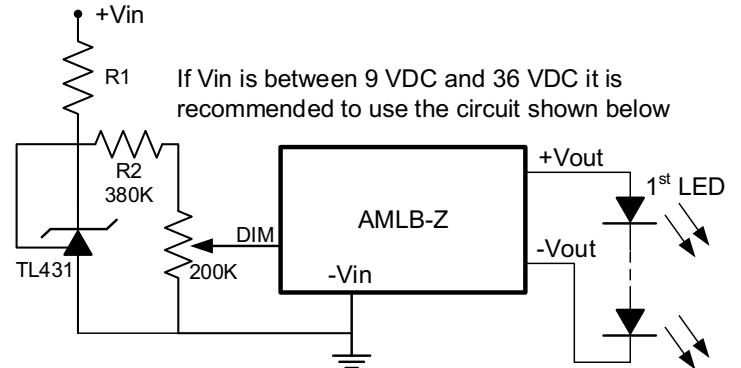 +Vin
R1
If Vin is between 9 VDC and 36 VDC it is
recommended to use the circuit shown below
R2
380K
+Vout
1st LED
AMLB-Z
DIM
-Vout
TL431
200K
-Vin